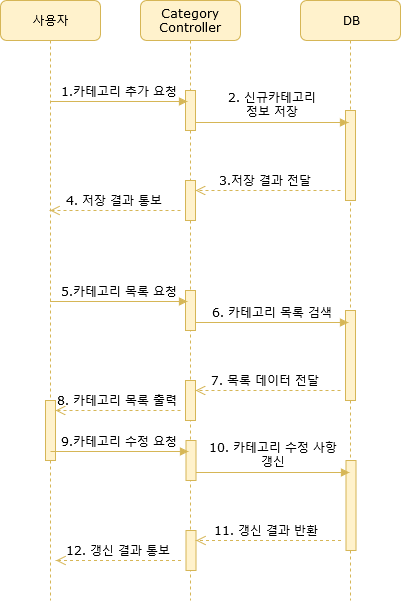 사용자
Category
Controller
DB
1.카테고리 추가 요청
2. 신규카테고리
정보 저장
3.저장 결과 전달
4. 저장 결과 통보
5.카테고리 목록 요청
6. 카테고리 목록 검색
7. 목록 데이터 전달
8. 카테고리 목록 출력
9.카테고리 수정 요청
10. 카테고리 수정 사항
갱신
11. 갱신 결과 반환
12. 갱신 결과 통보